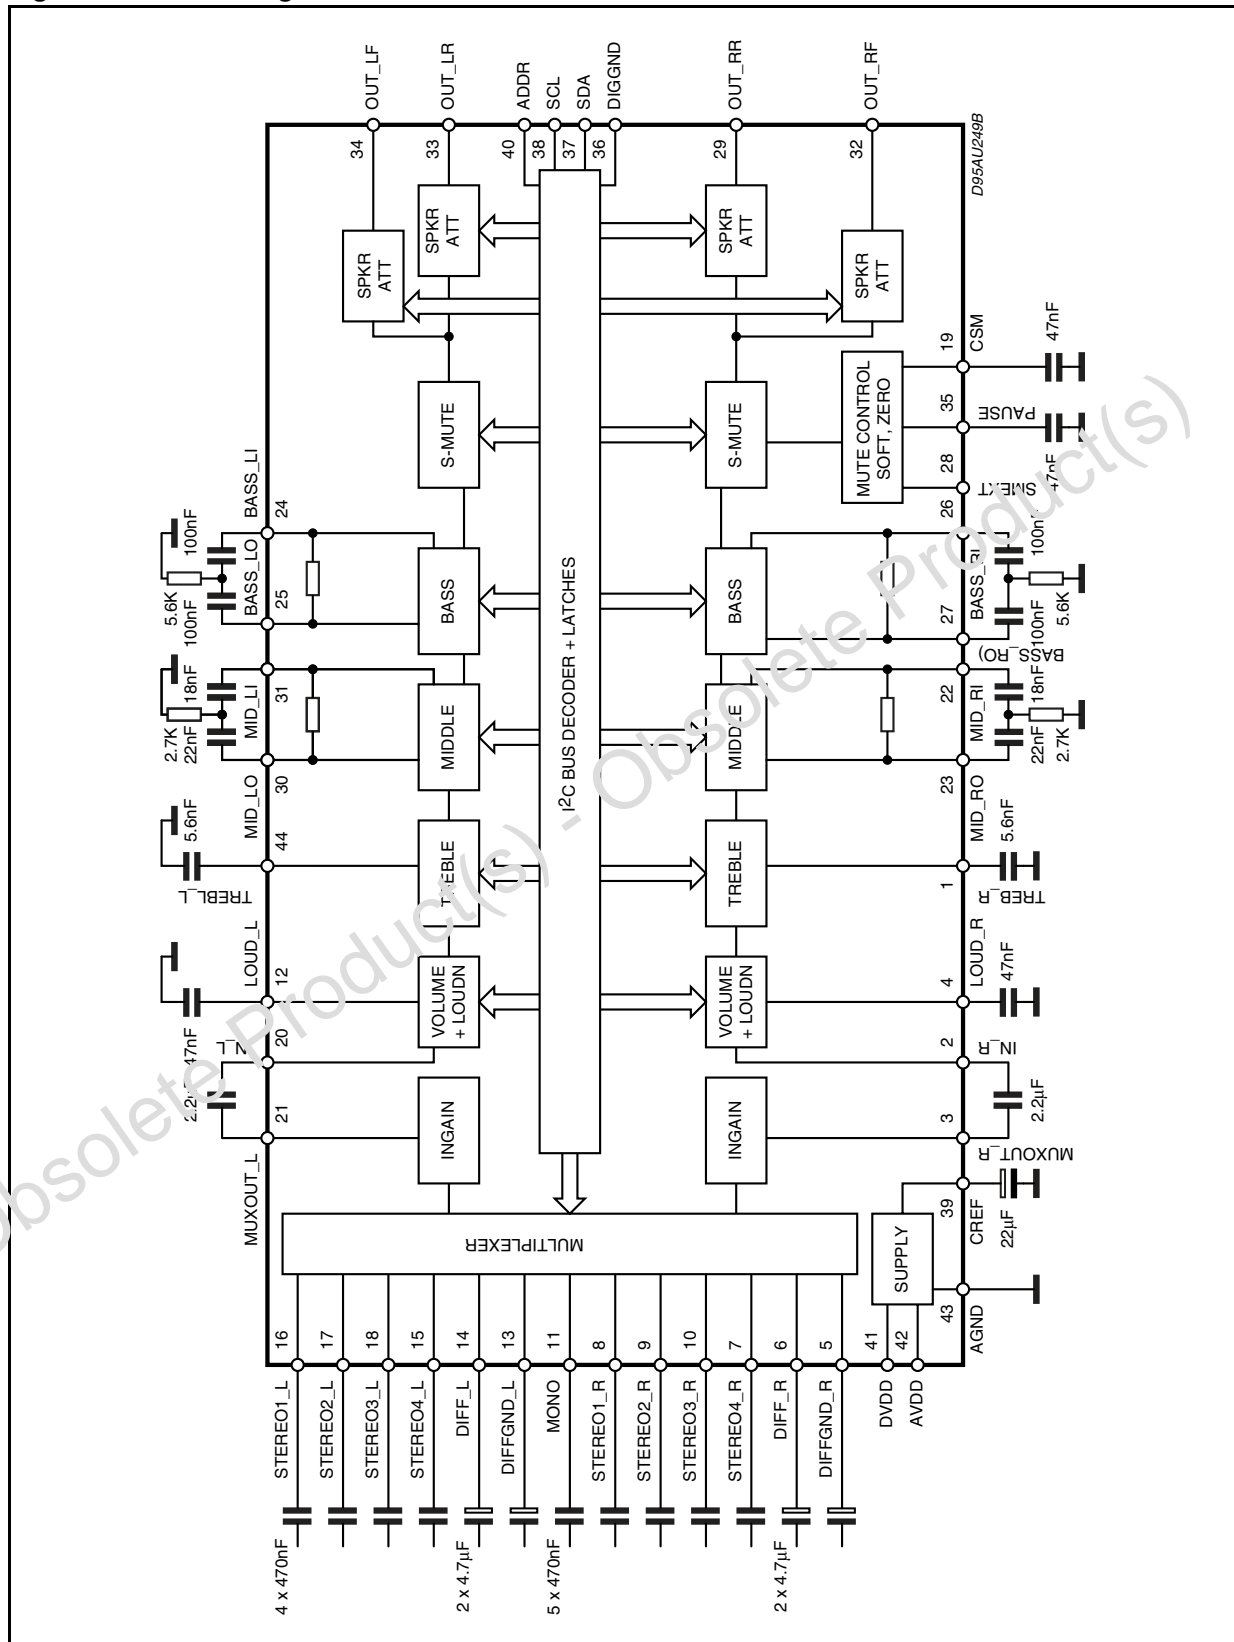 OUT_LF
OUT_LR
ADDR
SCL
SDA
DIGGND
OUT_RR
OUT_RF
34
33
40
38
37
36
29
32
D95AU249B
SPKR
ATT
SPKR
ATT
SPKR
ATT
SPKR
ATT
S-MUTE
S-MUTE
MUTE CONTROL
SOFT, ZERO
19
CSM
47nF
35
PAUSE
47nF
28
SMEXT
26
BASS_LI
24
100nF
BASS_LO
25
5.6K
100nF
BASS
BASS
BASS_RI
100nF
27
BASS_RO)
100nF
5.6K
I²C BUS DECODER + LATCHES
18nF
MID_LI
31
2.7K
22nF
30
MID_LO
MIDDLE
MIDDLE
22
MID_RI
18nF
23
MID_RO
22nF
2.7K
5.6nF
44
TREBL_L
TREBLE
TREBLE
1
TREB_R
5.6nF
LOUD_L
12
47nF
VOLUME
+ LOUDN
VOLUME
+ LOUDN
4
LOUD_R
47nF
20
IN_L
2
IN_R
2.2µF
21
MUXOUT_L
INGAIN
INGAIN
3
MUXOUT_R
2.2µF
MULTIPLEXER
SUPPLY
39
CREF
22µF
43
AGND
16
17
18
15
14
13
11
8
9
10
7
6
5
41
42
STEREO1_L
STEREO2_L
STEREO3_L
STEREO4_L
DIFF_L
DIFFGND_L
MONO
STEREO1_R
STEREO2_R
STEREO3_R
STEREO4_R
DIFF_R
DIFFGND_R
DVDD
AVDD
4 x 470nF
2 x 4.7µF
5 x 470nF
2 x 4.7µF
Obsolete Product(s) - Obsolete Product(s)